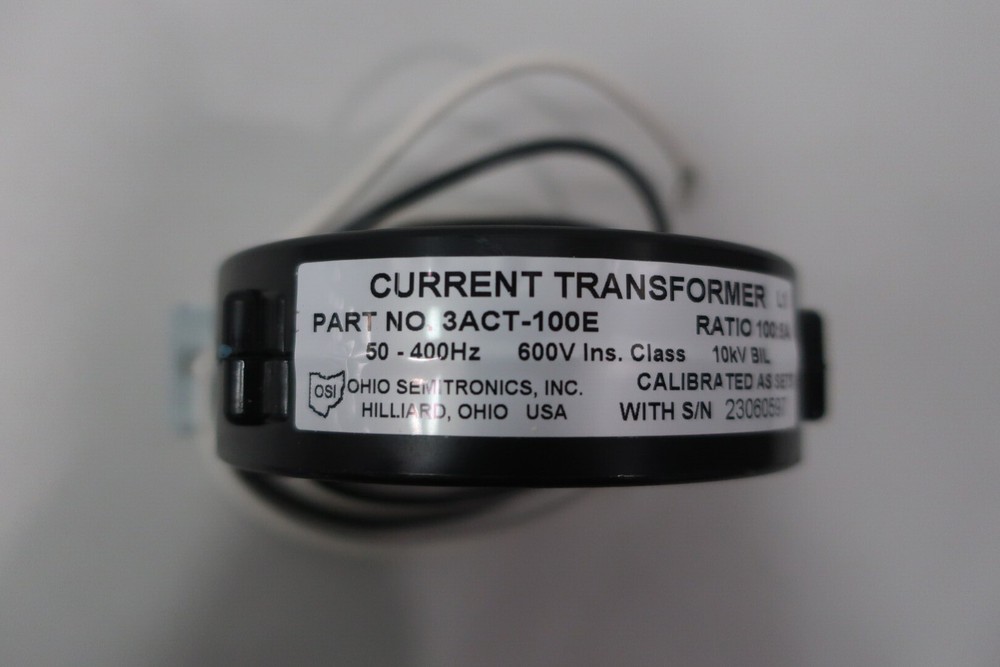 CURRENT TRANSFORMER
PART NO. 3ACT-100E
RATIO 100:5A
50 - 400Hz 600V Ins. Class 10kV BIL
OSI
OHIO SEMITRONICS, INC.
HILLIARD, OHIO USA
CALIBRATED AS
WITH S/N 23060597